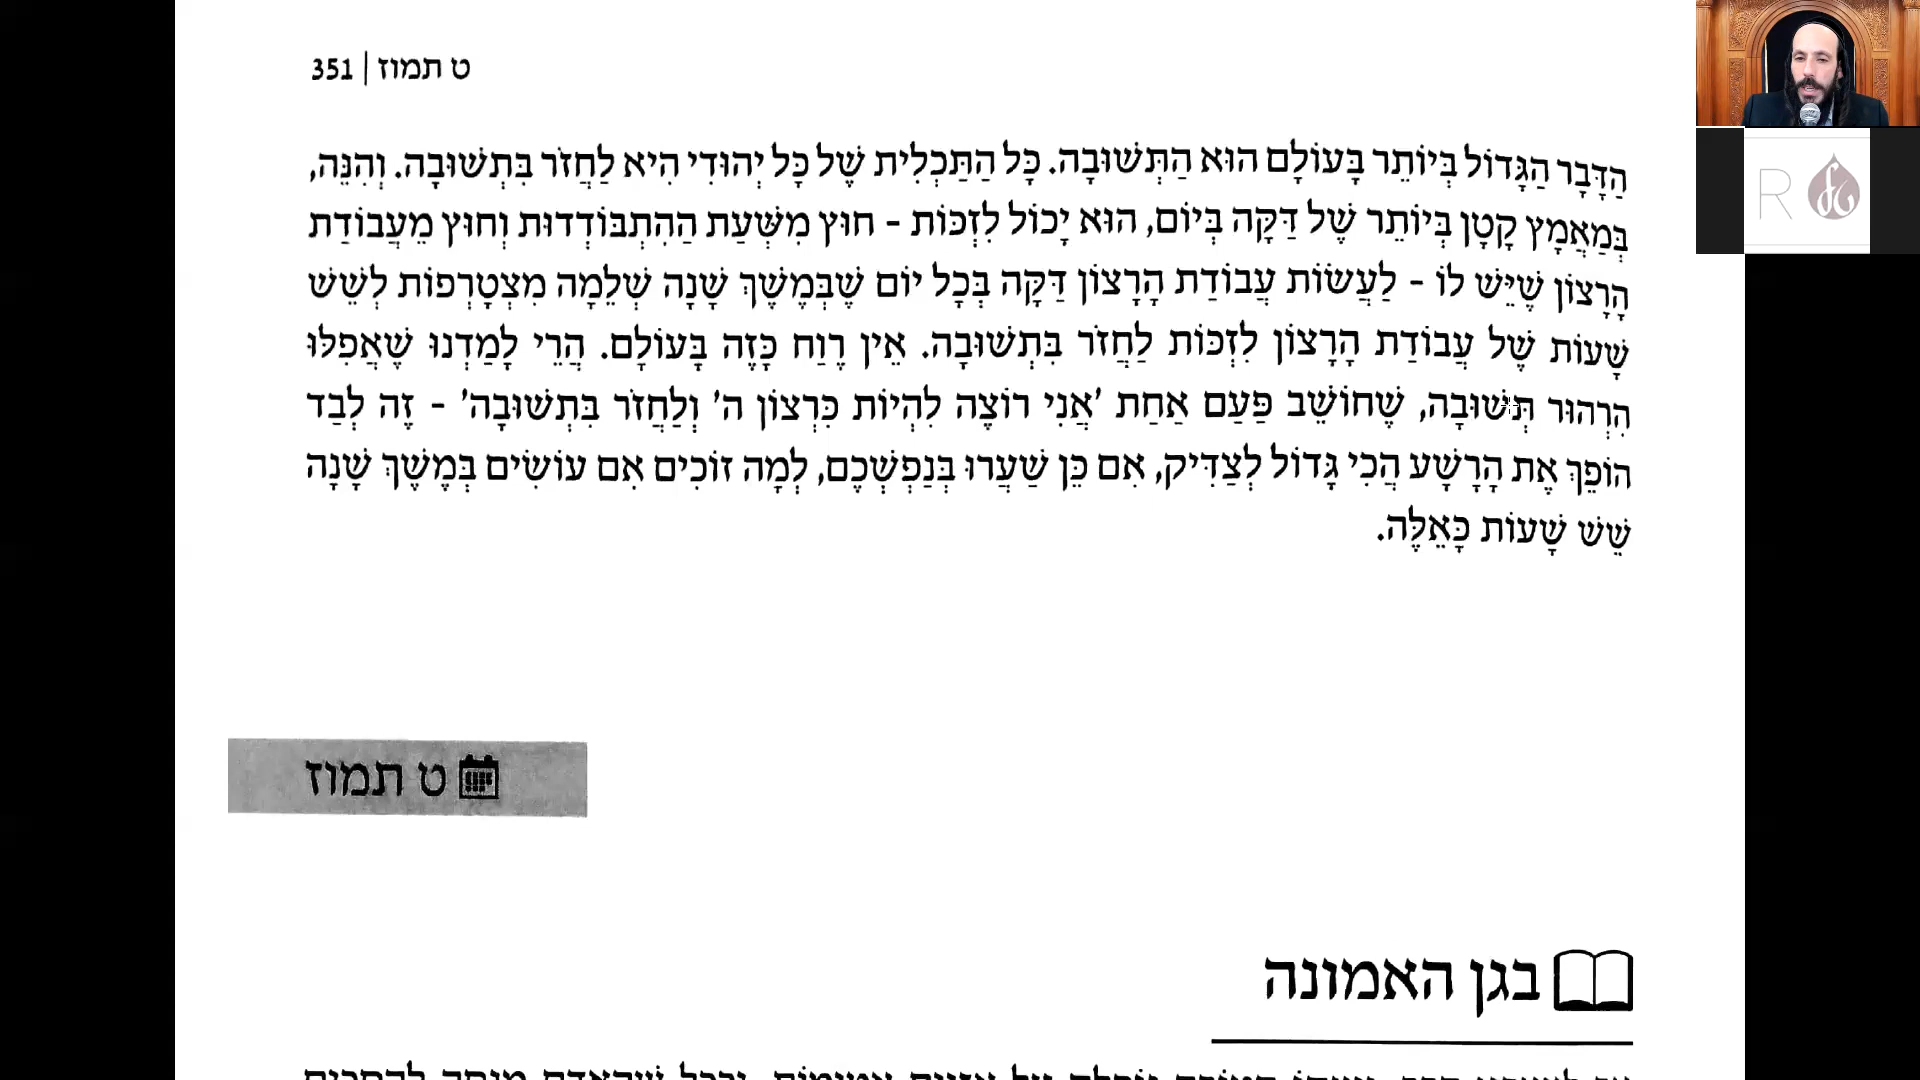 ט תמוז | 351
הַדָּבָר הַגָּדוֹל בְּיוֹתֵר בָּעוֹלָם הוּא הַתְּשׁוּבָה. כָּל הַתַּכְלִית שֶׁל כָּל יְהוּדִי הִיא לַחֲזֹר בִּתְשׁוּבָה. וְהִנֵּה,
בְּמַאֲמָץ קָטָן בְּיוֹתֵר שֶׁל דַּקָּה בְּיוֹם, הוּא יָכוֹל לִזְכּוֹת - חוּץ מִשְּׁעַת הַהִתְבּוֹדְדוּת וְחוּץ מֵעֲבוֹדַת
הָרָצוֹן שֶׁיֵּשׁ לוֹ - לַעֲשׂוֹת עֲבוֹדַת הָרָצוֹן דַּקָּה בְּכָל יוֹם שֶׁבְּמֶשֶׁךְ שָׁנָה שְׁלֵמָה מִצְטָרְפוֹת לְשֵׁשׁ
שָׁעוֹת שֶׁל עֲבוֹדַת הָרָצוֹן לִזְכּוֹת לַחֲזֹר בִּתְשׁוּבָה. אֵין רֶוַח כָּזֶה בָּעוֹלָם. הֲרֵי לָמַדְנוּ שֶׁאֲפִלּוּ
הִרְהוּר תְּשׁוּבָה, שֶׁחוֹשֵׁב פַּעַם אַחַת 'אֲנִי רוֹצֶה לִהְיוֹת כִּרְצוֹן ה' וְלַחֲזֹר בִּתְשׁוּבָה' - זֶה לְבַד
הוֹפֵךְ אֶת הָרָשָׁע הֲכִי גָּדוֹל לְצַדִּיק, אִם כֵּן שַׁעֲרוּ בְּנַפְשְׁכֶם, לְמָה זוֹכִים אִם עוֹשִׂים בְּמֶשֶׁךְ שָׁנָה
שֵׁשׁ שָׁעוֹת כָּאֵלֶּה.
ט תמוז
בגן האמונה
R